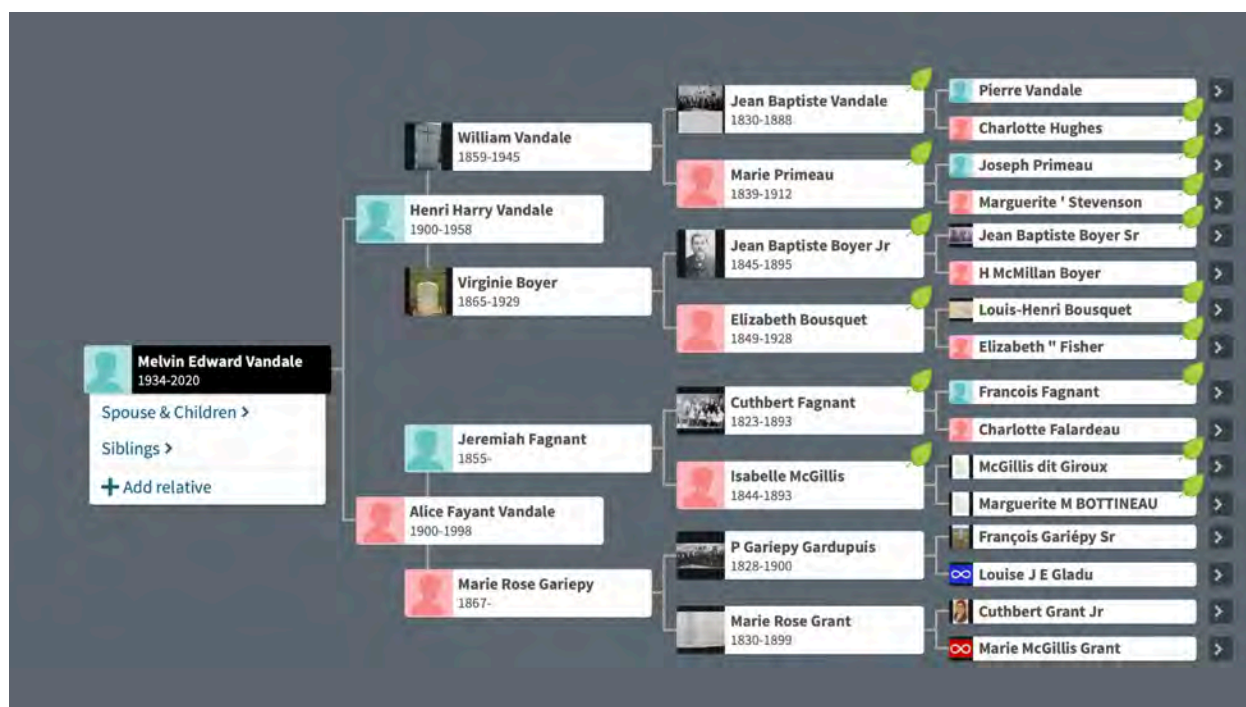 Melvin Edward Vandale
1934-2020
Spouse & Children >
Siblings >
+ Add relative
Henri Harry Vandale
1900-1958
Alice Fayant Vandale
1900-1998
William Vandale
1859-1945
Virginie Boyer
1865-1929
Jeremiah Fagnant
1855-
Marie Rose Gariepy
1867-
Jean Baptiste Vandale
1830-1888
Marie Primeau
1839-1912
Jean Baptiste Boyer Jr
1845-1895
Elizabeth Bousquet
1849-1928
Cuthbert Fagnant
1823-1893
Isabelle McGillis
1844-1893
P Gariepy Gardupuis
1828-1900
Marie Rose Grant
1830-1899
Pierre Vandale
Charlotte Hughes
Joseph Primeau
Marguerite ' Stevenson
Jean Baptiste Boyer Sr
H McMillan Boyer
Louis-Henri Bousquet
Elizabeth " Fisher
Francois Fagnant
Charlotte Falardeau
McGillis dit Giroux
Marguerite M BOTTINEAU
François Gariépy Sr
Louise J E Gladu
Cuthbert Grant Jr
Marie McGillis Grant